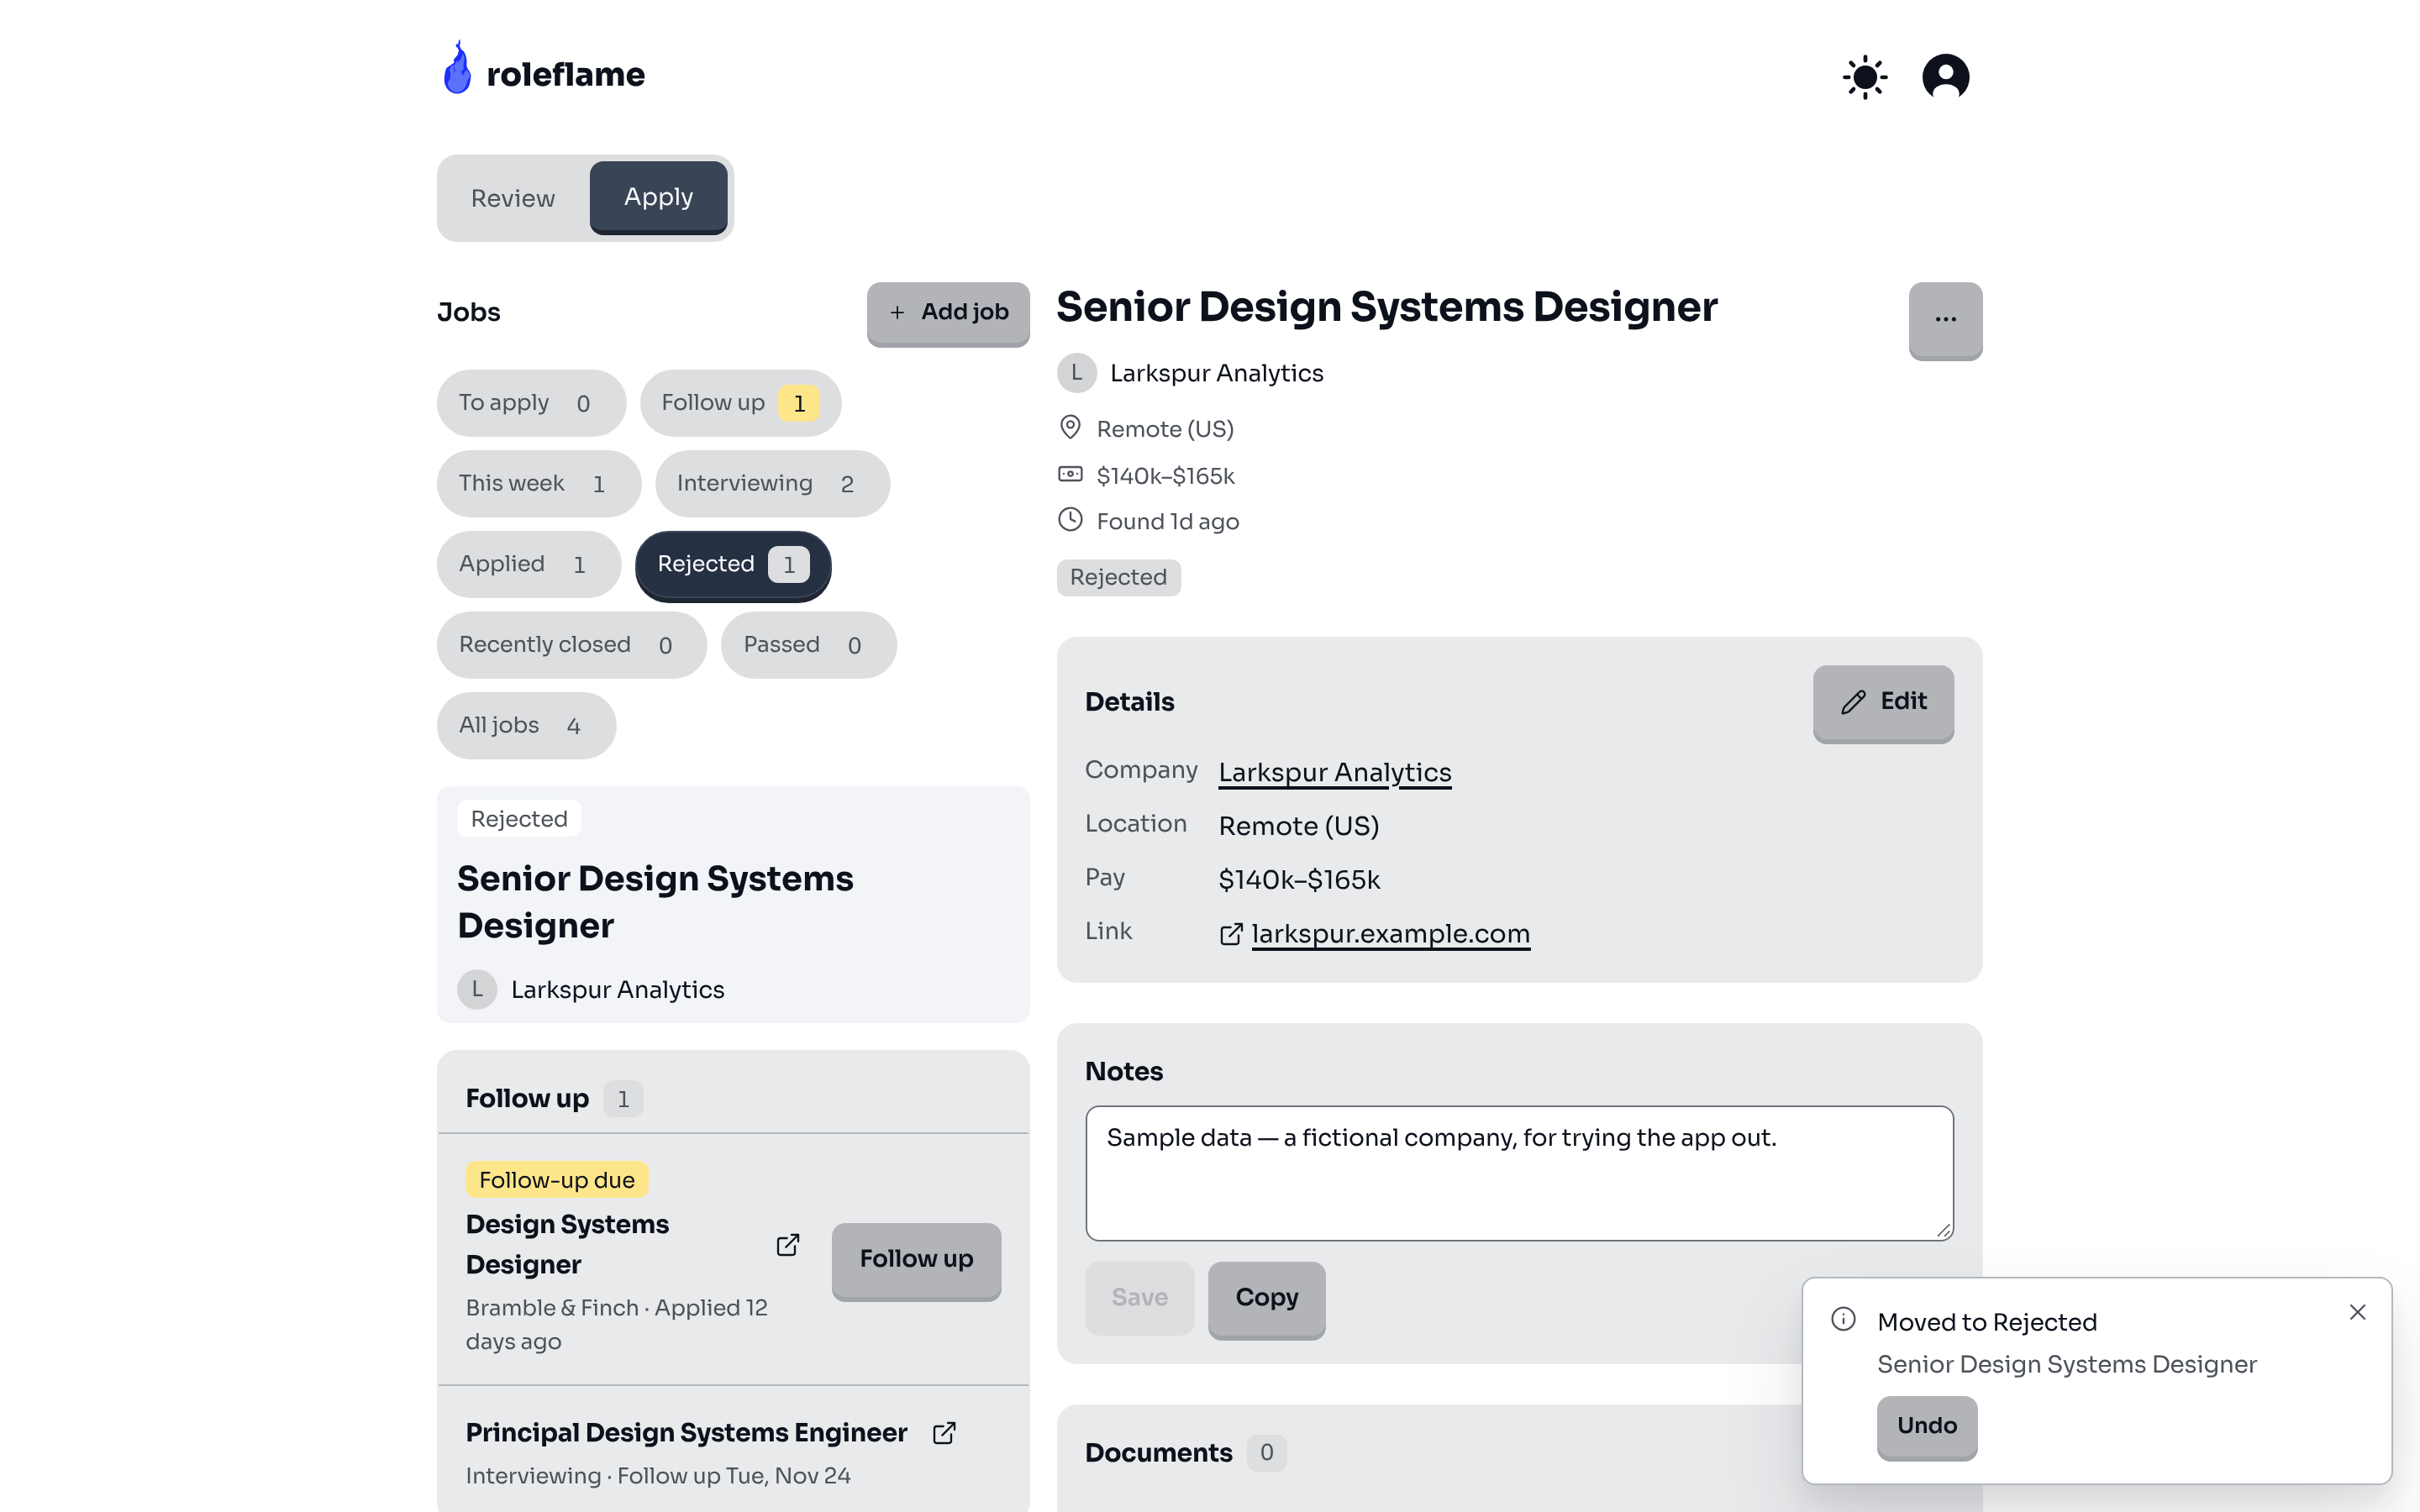 roleflame
Review
Apply
Jobs
+ Add job
To apply 0
Follow up 1
This week 1
Interviewing 2
Applied 1
Rejected 1
Recently closed 0
Passed 0
All jobs 4
Rejected
Senior Design Systems
Designer
L Larkspur Analytics
Follow up 1
Follow-up due
Design Systems
Designer
Follow up
Bramble & Finch · Applied 12
days ago
Principal Design Systems Engineer
Interviewing · Follow up Tue, Nov 24
Senior Design Systems Designer
...
L Larkspur Analytics
Remote (US)
$140k–$165k
Found 1d ago
Rejected
Details
Edit
Company Larkspur Analytics
Location Remote (US)
Pay $140k–$165k
Link larkspur.example.com
Notes
Sample data — a fictional company, for trying the app out.
Save
Copy
Documents 0
Moved to Rejected
Senior Design Systems Designer
Undo